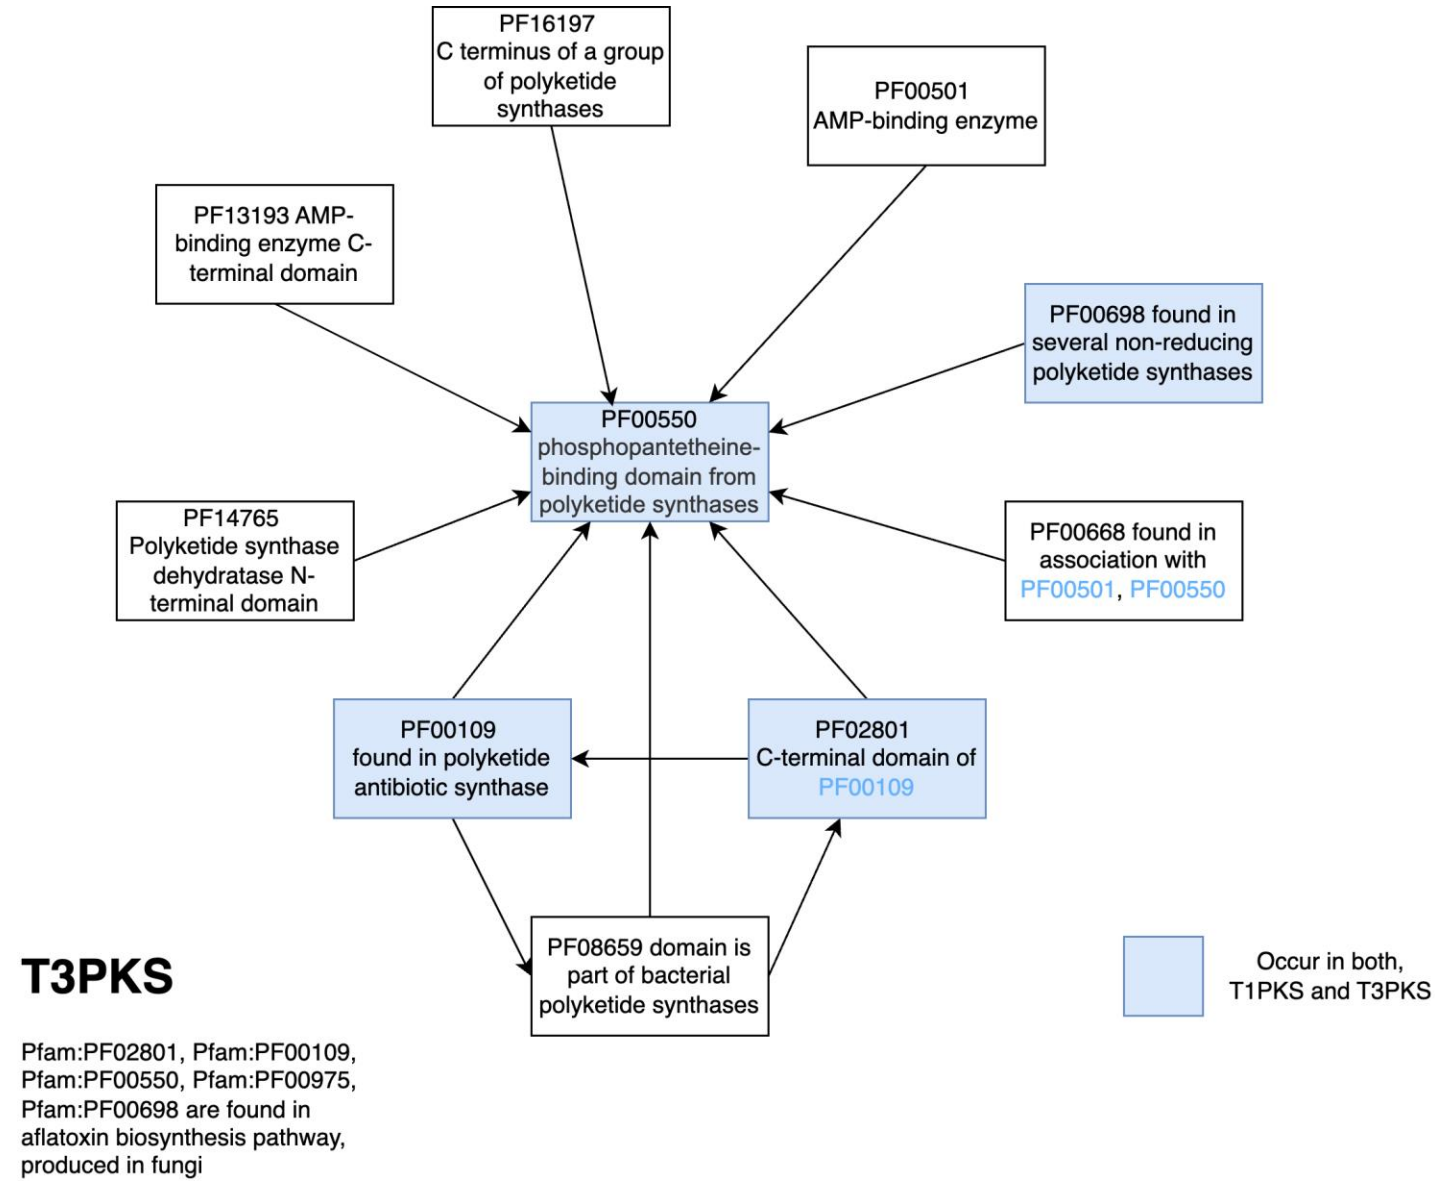 PF16197
C terminus of a group
of polyketide
synthases
PF00501
AMP-binding enzyme
PF13193 AMP-
binding enzyme C-
terminal domain
PF00698 found in
several non-reducing
polyketide synthases
PF00550
phosphopantetheine-
binding domain from
polyketide synthases
PF14765
Polyketide synthase
dehydratase N-
terminal domain
PF00668 found in
association with
PF00501, PF00550
PF00109
found in polyketide
antibiotic synthase
PF02801
C-terminal domain of
PF00109
PF08659 domain is
part of bacterial
polyketide synthases
T3PKS
Pfam:PF02801, Pfam:PF00109,
Pfam:PF00550, Pfam:PF00975,
Pfam:PF00698 are found in
aflatoxin biosynthesis pathway,
produced in fungi
Occur in both,
T1PKS and T3PKS